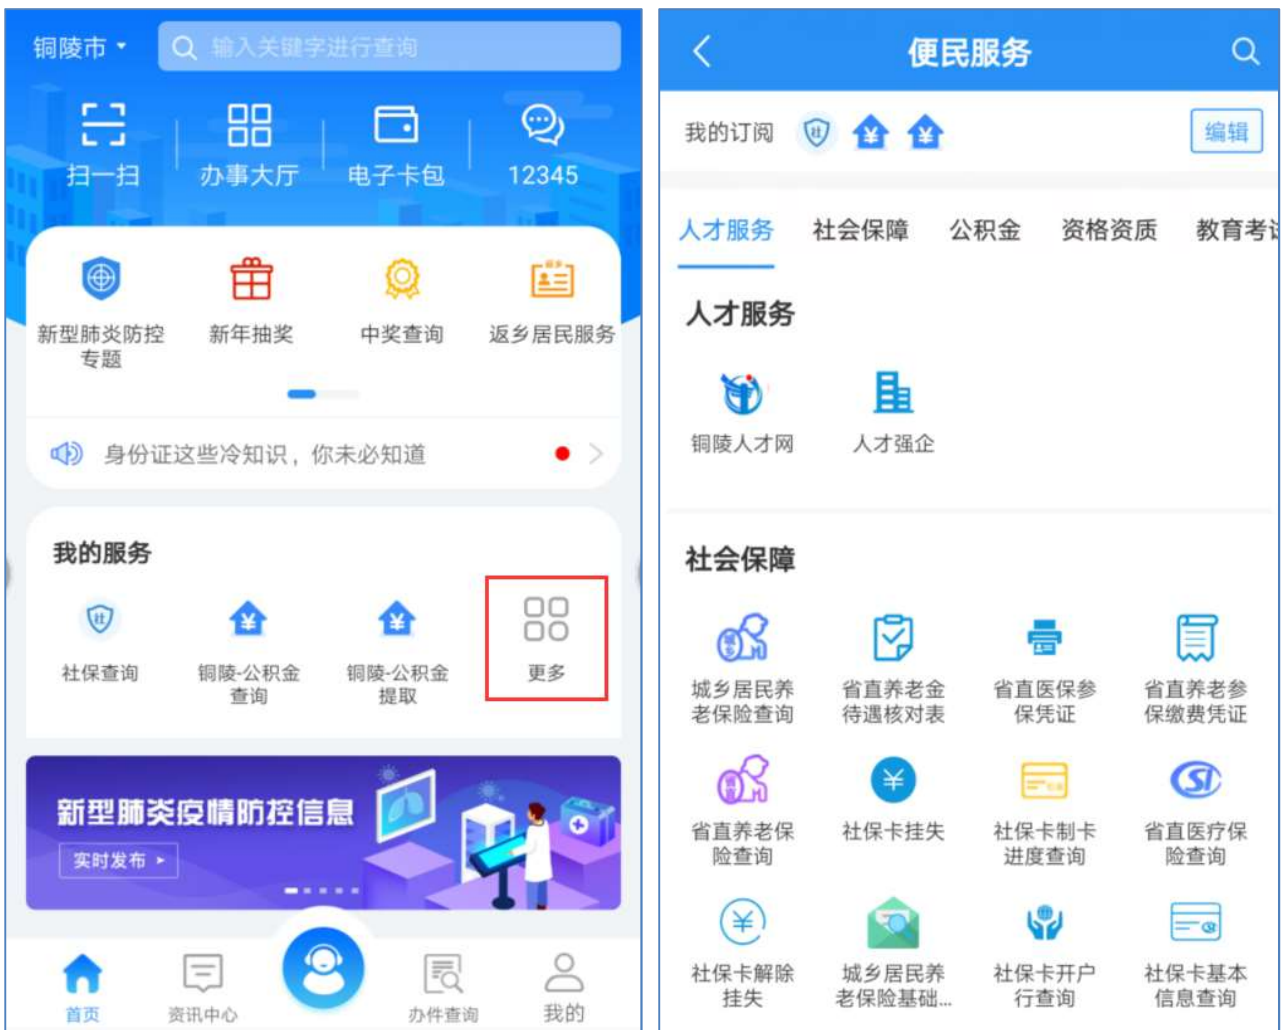 铜陵市
输入关键字进行查询
扫一扫
办事大厅
电子卡包
12345
新型肺炎防控
专题
新年抽奖
中奖查询
返乡居民服务
身份证这些冷知识，你未必知道
我的服务
社保查询
铜陵-公积金
查询
铜陵-公积金
提取
更多
新型肺炎疫情防控信息
实时发布
首页
资讯中心
办件查询
我的
便民服务
我的订阅
编辑
人才服务
社会保障
公积金
资格资质
教育考试
人才服务
铜陵人才网
人才强企
社会保障
城乡居民养
老保险查询
省直养老金
待遇核对表
省直医保参
保凭证
省直养老参
保缴费凭证
省直养老保
险查询
社保卡挂失
社保卡制卡
进度查询
省直医疗保
险查询
社保卡解除
挂失
城乡居民养
老保险基础...
社保卡开户
行查询
社保卡基本
信息查询